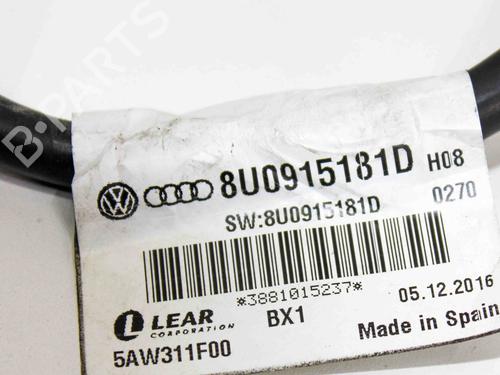 B-PARTS
8U0915181D H08
SW:8U0915181D 0270
*3881015237* 05.12.2016
LEAR BX1
CORPORATION
Made in Spain
5AW311F00